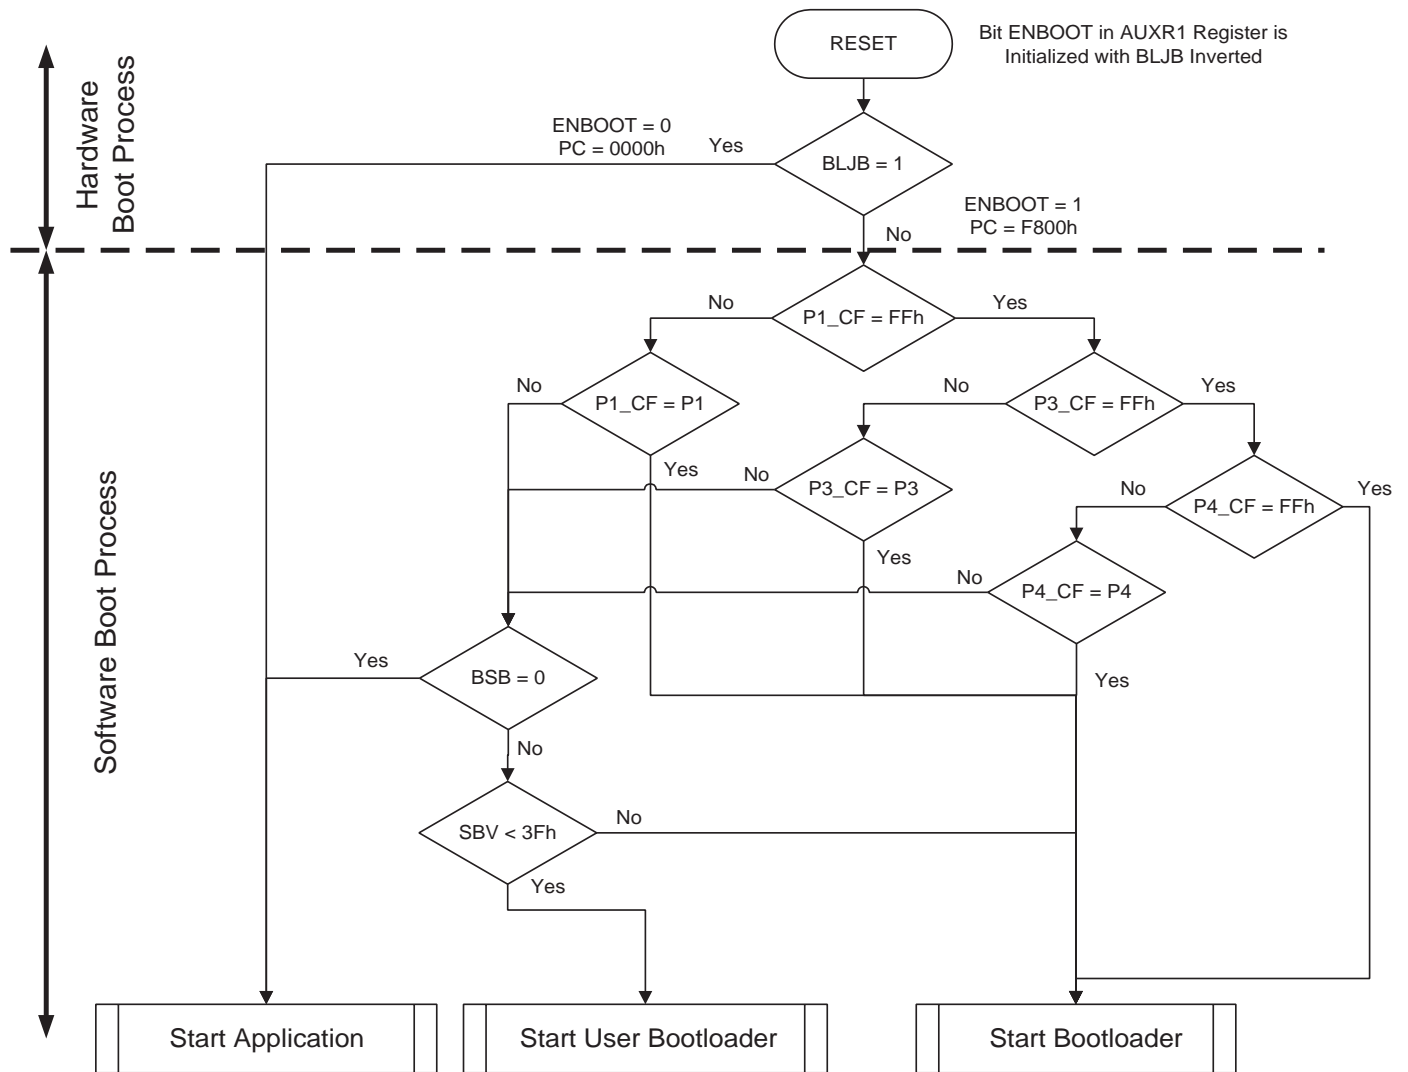 RESET
Bit ENBOOT in AUXR1 Register is
Initialized with BLJB Inverted
Hardware
Boot Process
ENBOOT = 0
PC = 0000h
Yes
BLJB = 1
ENBOOT = 1
PC = F800h
No
No
P1_CF = FFh
Yes
No
P1_CF = P1
No
P3_CF = FFh
Yes
Yes
No
P3_CF = P3
No
P4_CF = FFh
Yes
Yes
No
P4_CF = P4
Software Boot Process
Yes
BSB = 0
Yes
No
SBV < 3Fh
No
Yes
Start Application
Start User Bootloader
Start Bootloader